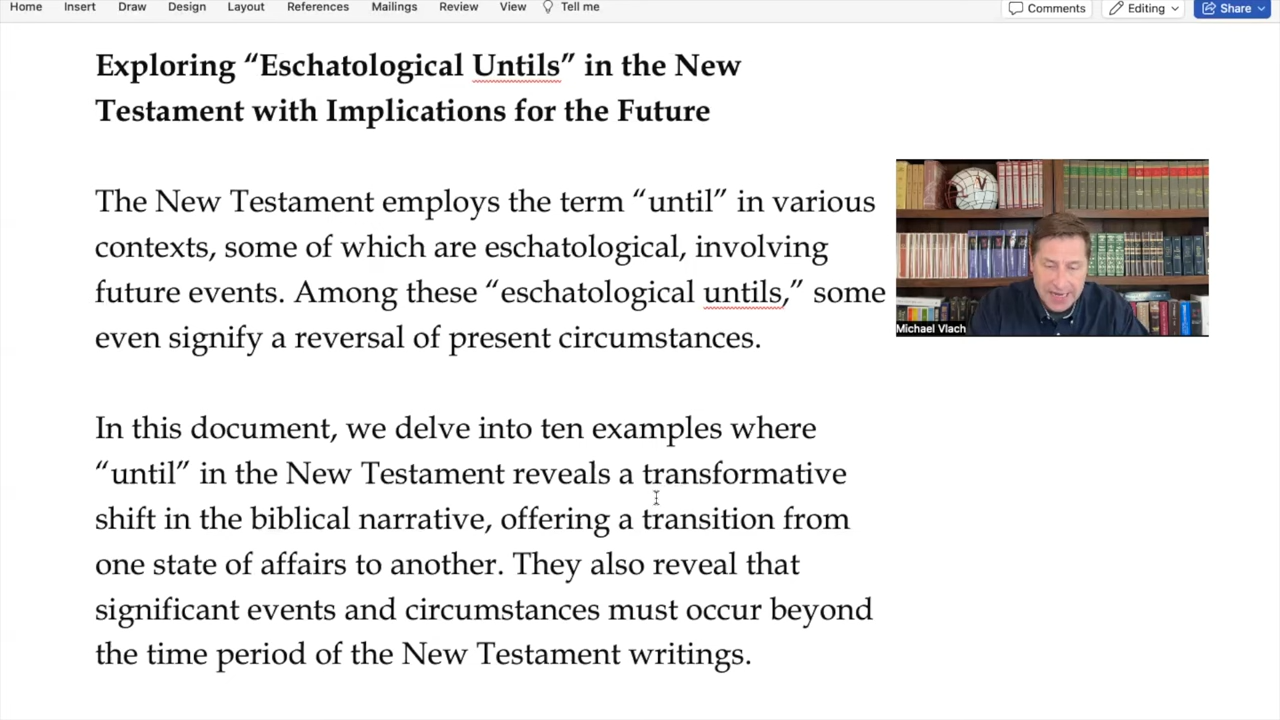 Home Insert Draw Design Layout References Mailings Review View Tell me Comments Editing Share
Exploring “Eschatological Untils” in the New
Testament with Implications for the Future
The New Testament employs the term “until” in various
contexts, some of which are eschatological, involving
future events. Among these “eschatological untils,” some
even signify a reversal of present circumstances.
Michael Vlach
In this document, we delve into ten examples where
“until” in the New Testament reveals a transformative
shift in the biblical narrative, offering a transition from
one state of affairs to another. They also reveal that
significant events and circumstances must occur beyond
the time period of the New Testament writings.